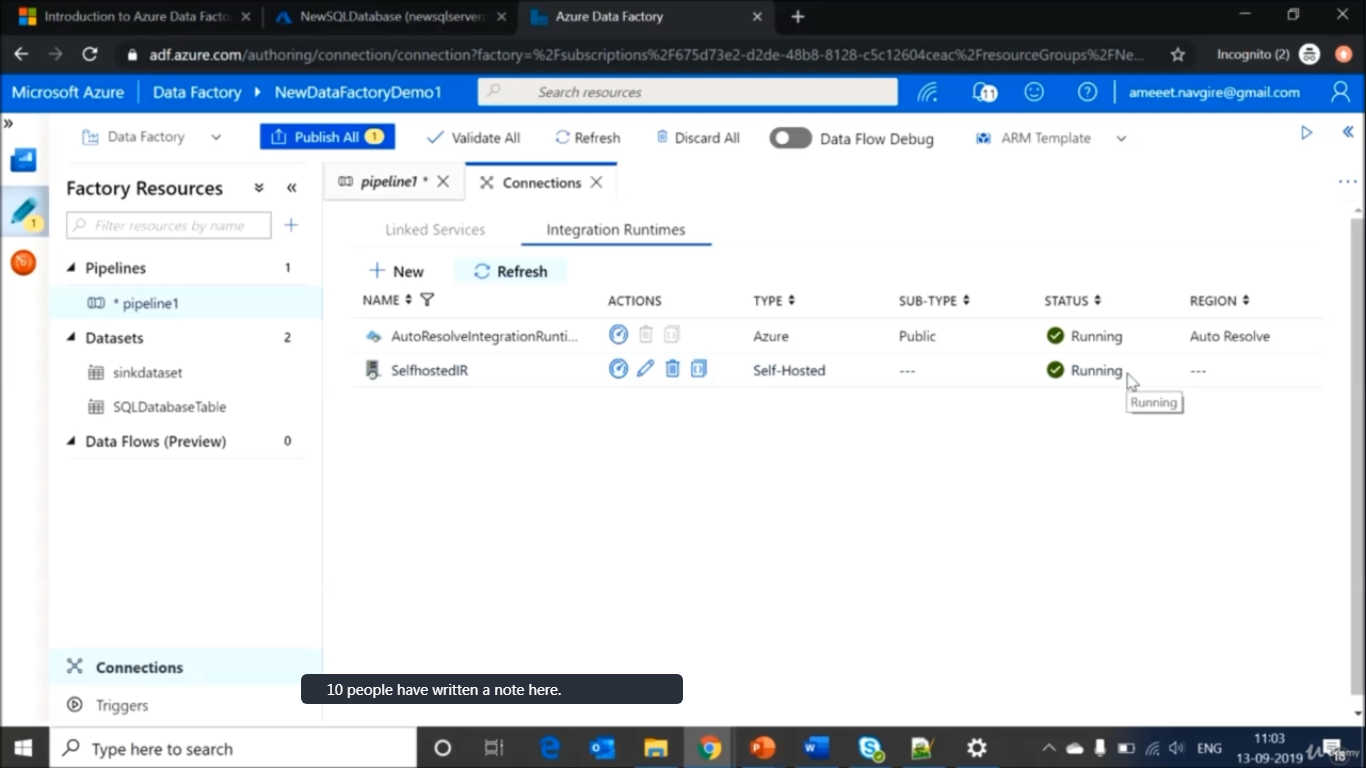 Introduction to Azure Data Facto
NewSQLDatabase (newsqlserver
Azure Data Factory
adf.azure.com/authoring/connection/connection?factory=%2Fsubscriptions%2F675d73e2-d2de-48b8-8128-c5c12604ceac%2FresourceGroups%2FNe...
Incognito (2)
Microsoft Azure
Data Factory
NewDataFactoryDemo1
Search resources
11
ameeet.navgire@gmail.com
Data Factory
Publish All 1
Validate All
Refresh
Discard All
Data Flow Debug
ARM Template
1
Factory Resources
Filter resources by name
Pipelines 1
* pipeline1
Datasets 2
sinkdataset
SQLDatabaseTable
Data Flows (Preview) 0
Connections
Triggers
pipeline1 *
Connections
Linked Services
Integration Runtimes
New
Refresh
NAME ACTIONS TYPE SUB-TYPE STATUS REGION
AutoResolveIntegrationRunti... Azure Public Running Auto Resolve
SelfhostedIR Self-Hosted --- Running ---
Running
10 people have written a note here.
Type here to search
ENG
11:03
13-09-2019
18